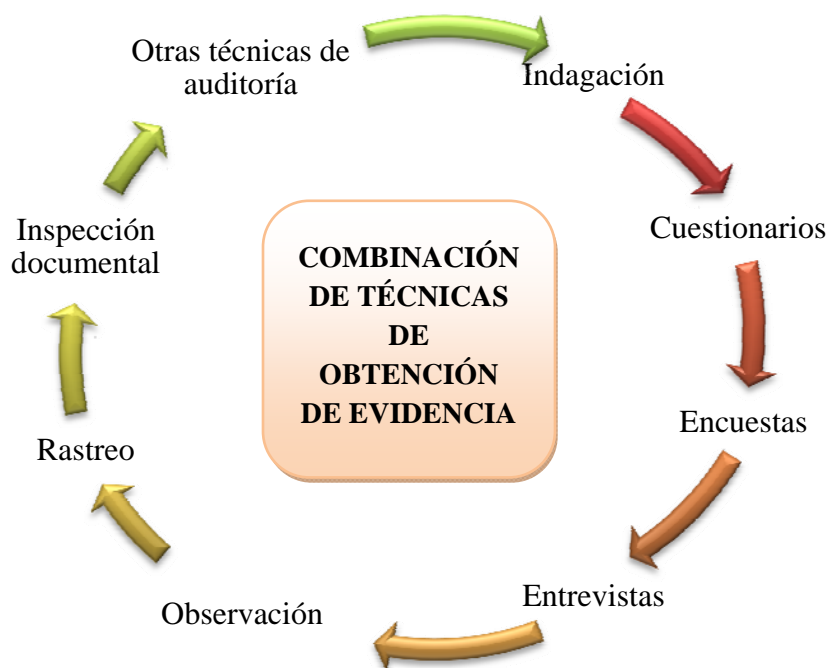 Otras técnicas de
auditoría
Indagación
Cuestionarios
Encuestas
Entrevistas
Observación
Rastreo
Inspección
documental
COMBINACIÓN
DE TÉCNICAS
DE
OBTENCIÓN
DE EVIDENCIA